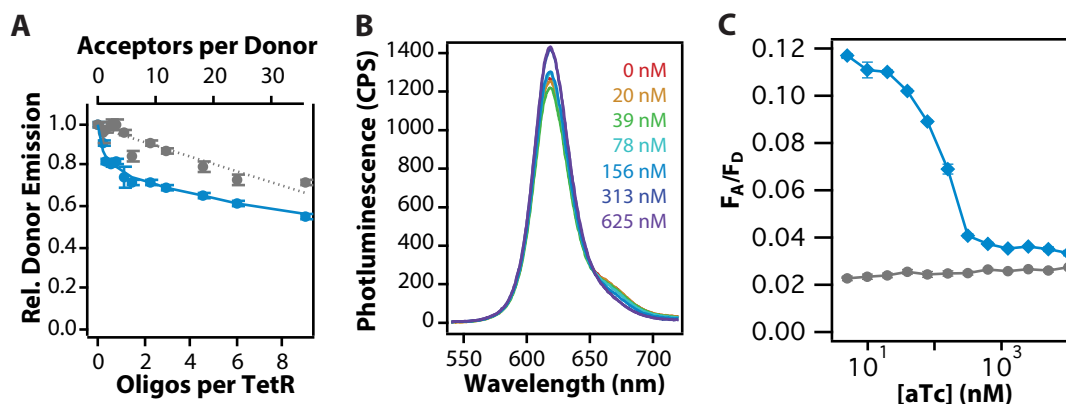 A
Acceptors per Donor
0 10 20 30
1.0
0.8
0.6
0.4
0.2
0.0
Rel. Donor Emission
0 2 4 6 8
Oligos per TetR
B
1400
1200
1000
800
600
400
200
0
Photluminescence (CPS)
0 nM
20 nM
39 nM
78 nM
156 nM
313 nM
625 nM
550 600 650 700
Wavelength (nm)
C
0.12
0.10
0.08
0.06
0.04
0.02
0.00
FA/FD
10¹ 10³
[aTc] (nM)